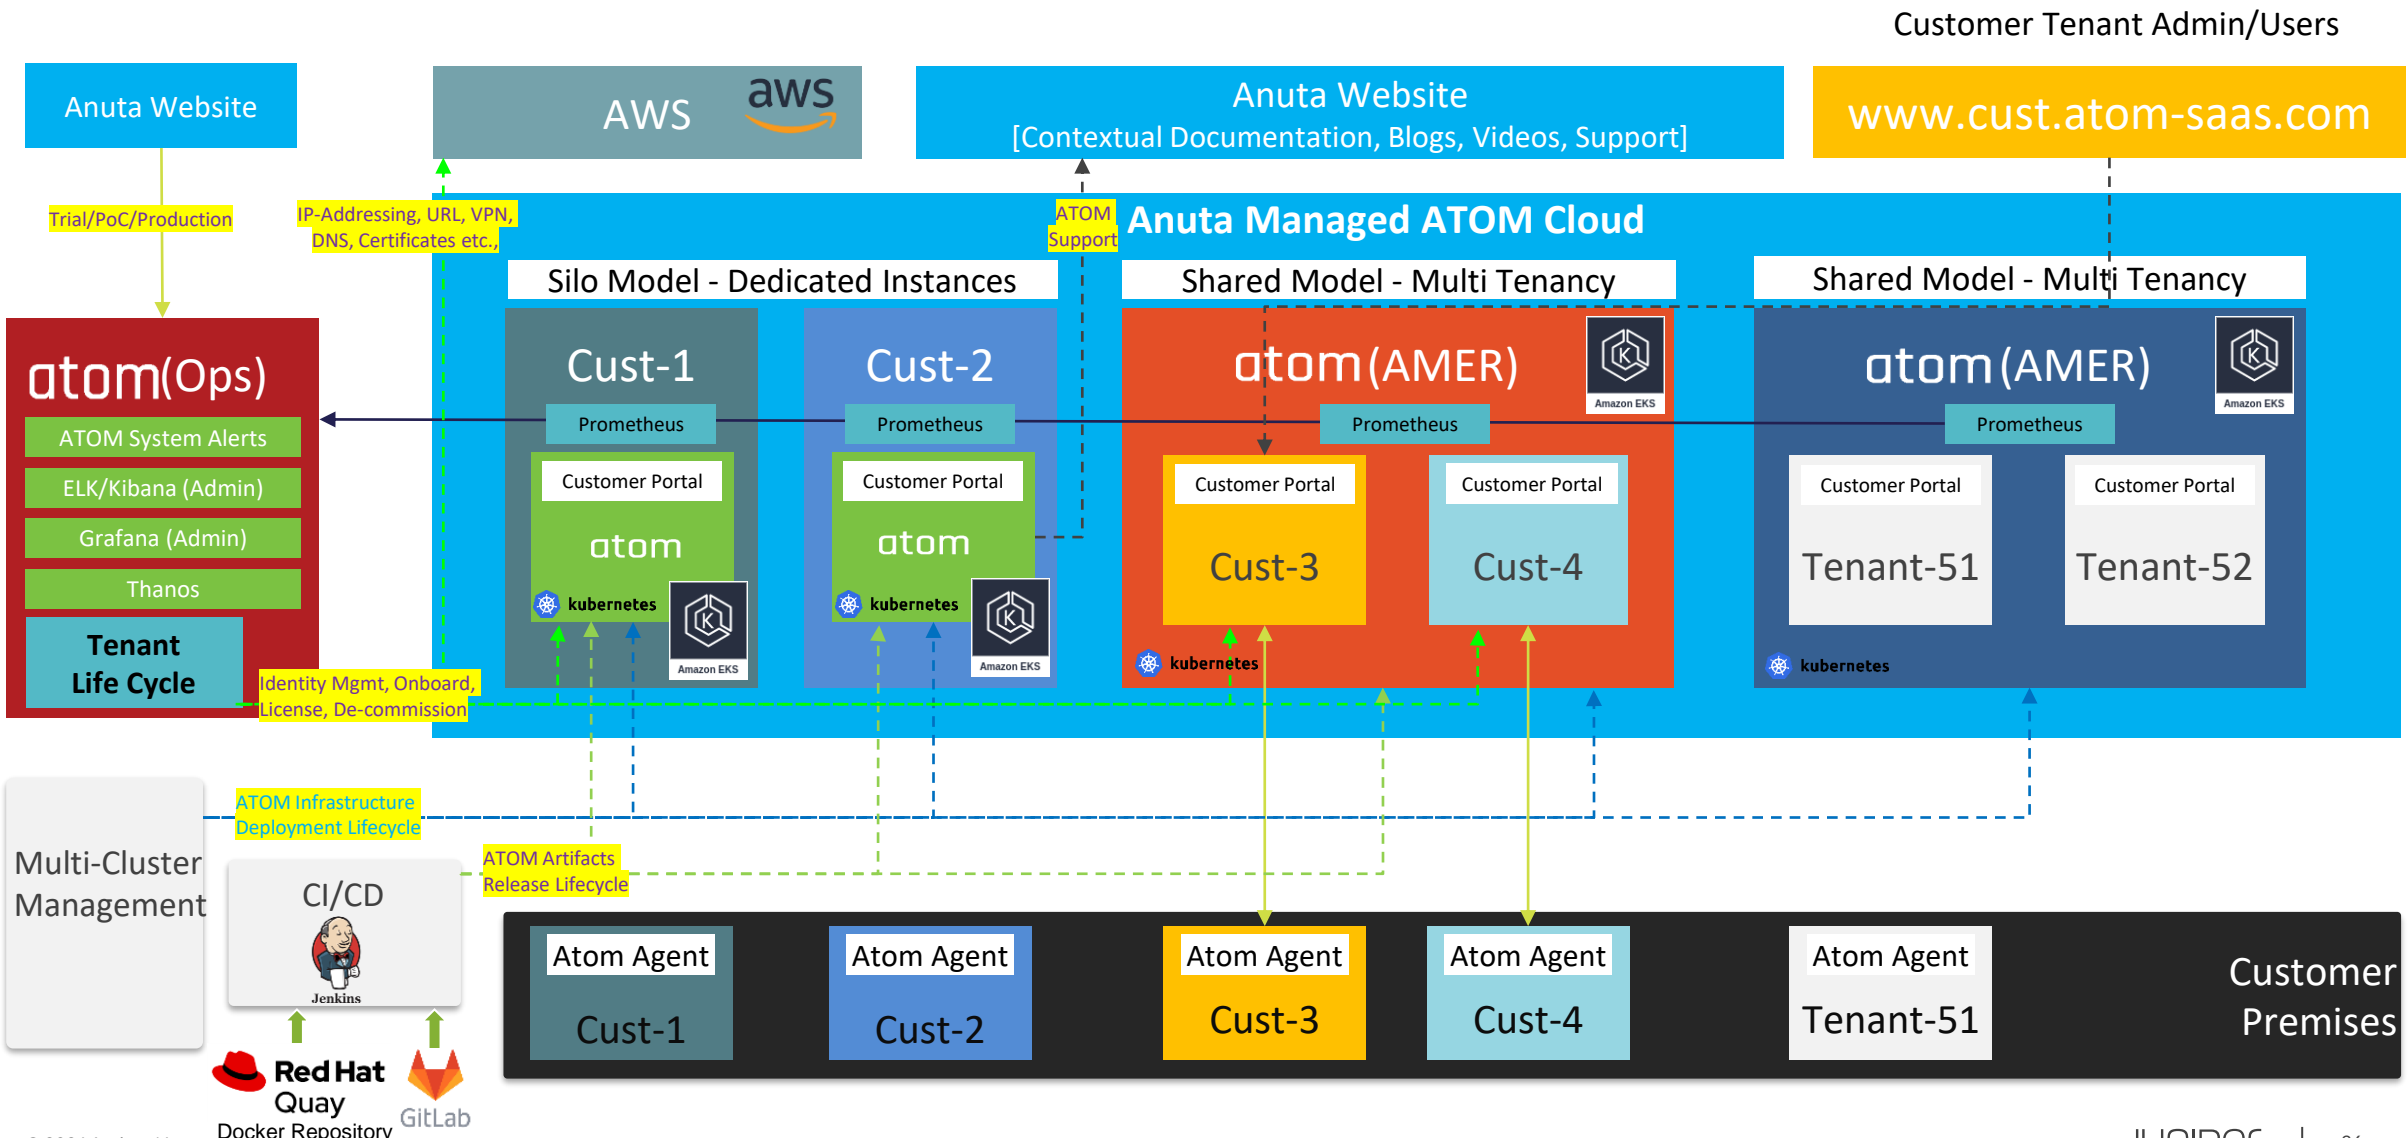 Customer Tenant Admin/Users
Anuta Website
AWS
aws
Anuta Website
[Contextual Documentation, Blogs, Videos, Support]
www.cust.atom-saas.com
Trial/PoC/Production
IP-Addressing, URL, VPN,
DNS, Certificates etc.,
ATOM
Support
Anuta Managed ATOM Cloud
Silo Model - Dedicated Instances
Shared Model - Multi Tenancy
Shared Model - Multi Tenancy
atom(Ops)
ATOM System Alerts
ELK/Kibana (Admin)
Grafana (Admin)
Thanos
Tenant
Life Cycle
Identity Mgmt, Onboard,
License, De-commission
Cust-1
Prometheus
Customer Portal
atom
kubernetes
Amazon EKS
Cust-2
Prometheus
Customer Portal
atom
kubernetes
Amazon EKS
atom(AMER)
Amazon EKS
Prometheus
Customer Portal
Cust-3
Customer Portal
Cust-4
kubernetes
atom(AMER)
Amazon EKS
Prometheus
Customer Portal
Tenant-51
Customer Portal
Tenant-52
kubernetes
Multi-Cluster
Management
ATOM Infrastructure
Deployment Lifecycle
CI/CD
Jenkins
ATOM Artifacts
Release Lifecycle
Red Hat
Quay
Docker Repository
GitLab
Atom Agent
Cust-1
Atom Agent
Cust-2
Atom Agent
Cust-3
Atom Agent
Cust-4
Atom Agent
Tenant-51
Customer
Premises